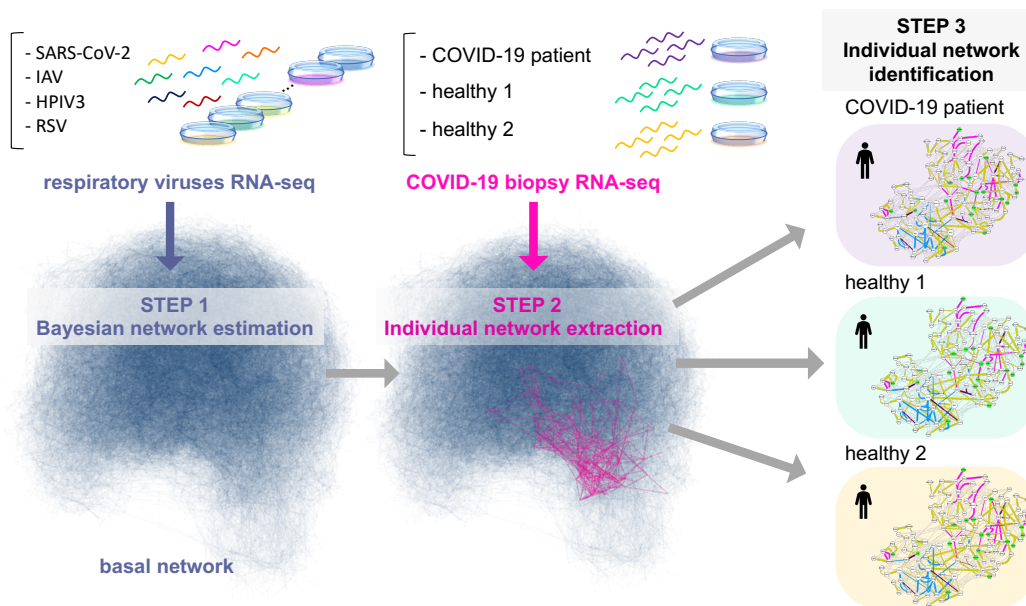 - SARS-CoV-2
- IAV
- HPIV3
- RSV
respiratory viruses RNA-seq
- COVID-19 patient
- healthy 1
- healthy 2
COVID-19 biopsy RNA-seq
STEP 1
Bayesian network estimation
basal network
STEP 2
Individual network extraction
STEP 3
Individual network
identification
COVID-19 patient
healthy 1
healthy 2